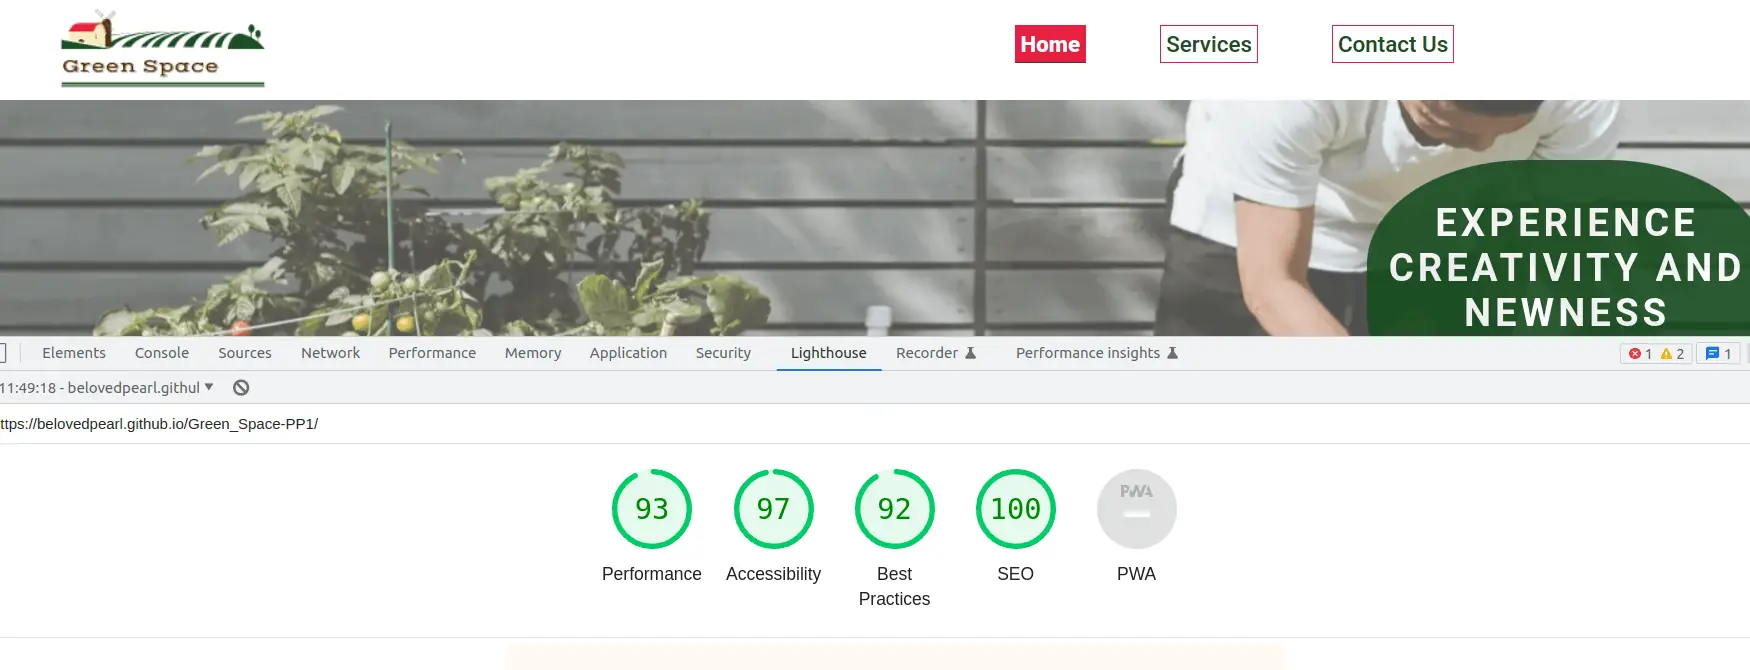 Green Space
Home Services Contact Us
EXPERIENCE
CREATIVITY AND
NEWNESS
Elements Console Sources Network Performance Memory Application Security Lighthouse Recorder Performance insights 1 2 1
11:49:18 - belovedpearl.githul
ttps://belovedpearl.github.io/Green_Space-PP1/
93 97 92 100 PWA
Performance Accessibility Best Practices SEO PWA